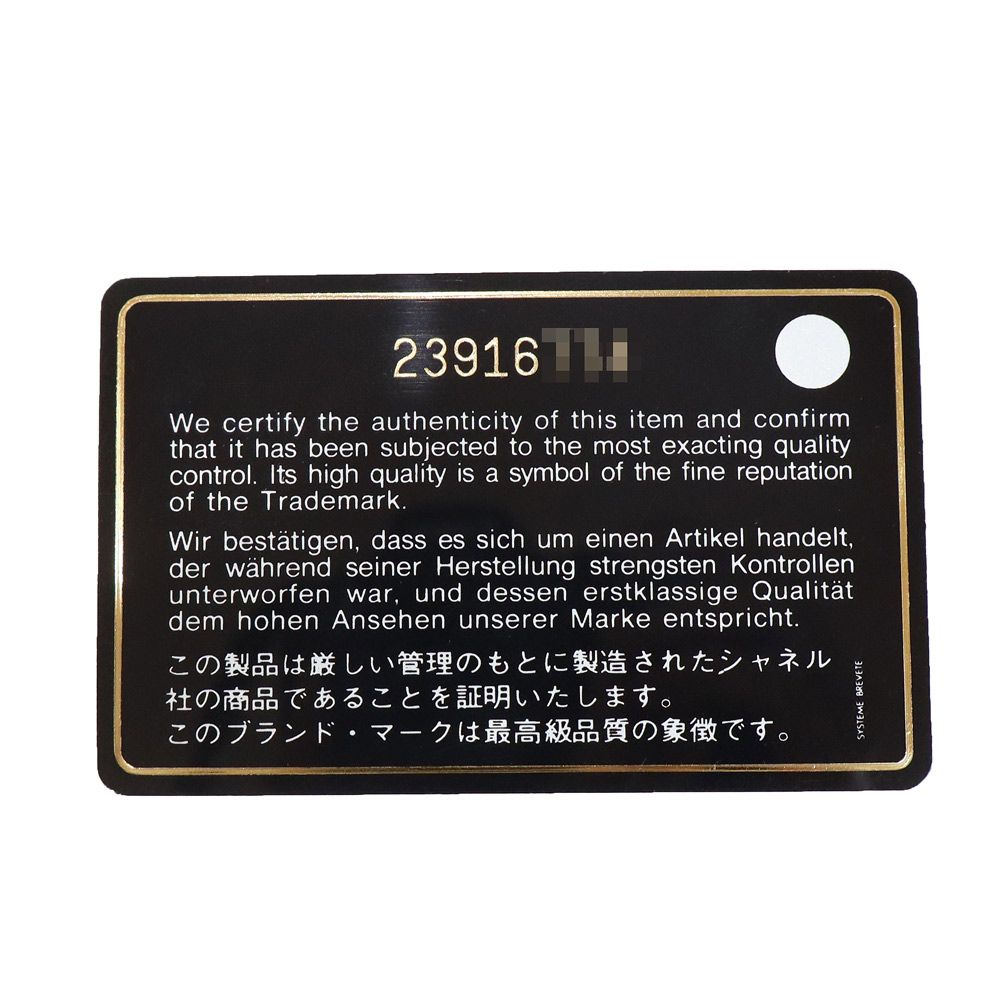 23916
We certify the authenticity of this item and confirm
that it has been subjected to the most exacting quality
control. Its high quality is a symbol of the fine reputation
of the Trademark.
Wir bestätigen, dass es sich um einen Artikel handelt,
der während seiner Herstellung strengsten Kontrollen
unterworfen war, und dessen erstklassige Qualität
dem hohen Ansehen unserer Marke entspricht.
この製品は厳しい管理のもとに製造されたシャネル
社の商品であることを証明いたします。
このブランド・マークは最高級品質の象徴です。
SYSTEME BREVETE